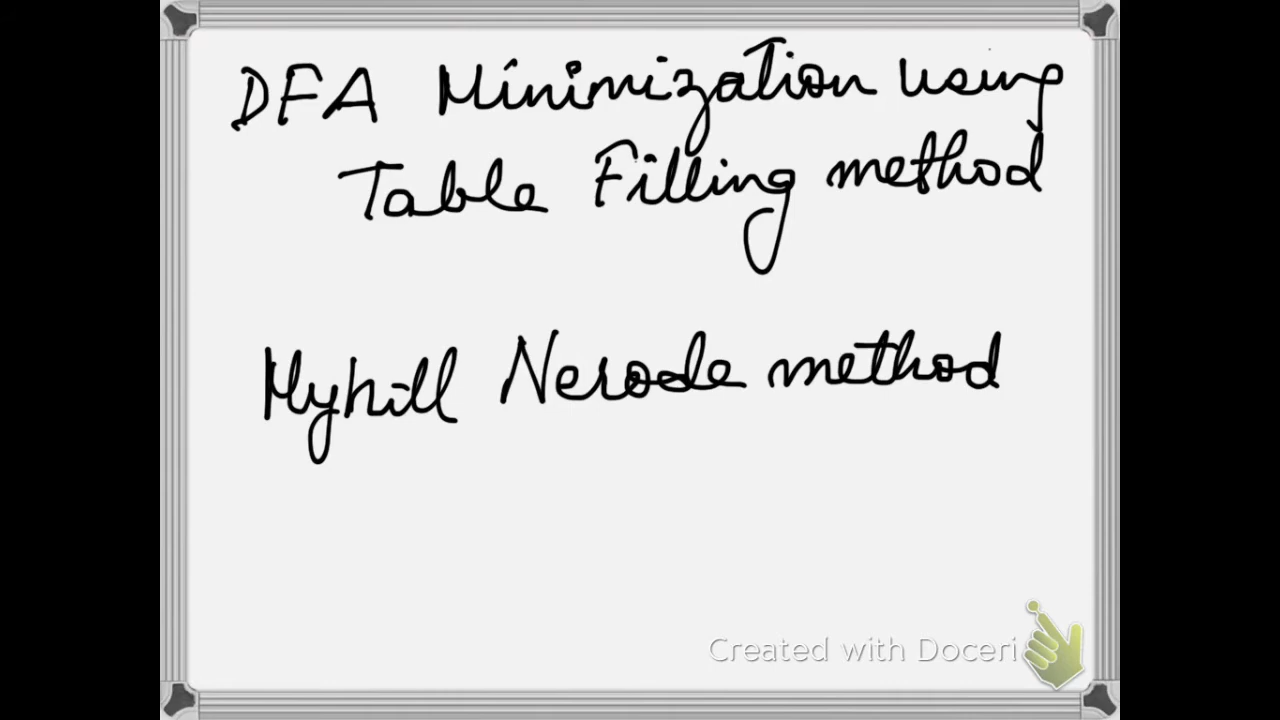 DFA Minimization using
Table Filling method
Myhill Nerode method
Created with Doceri